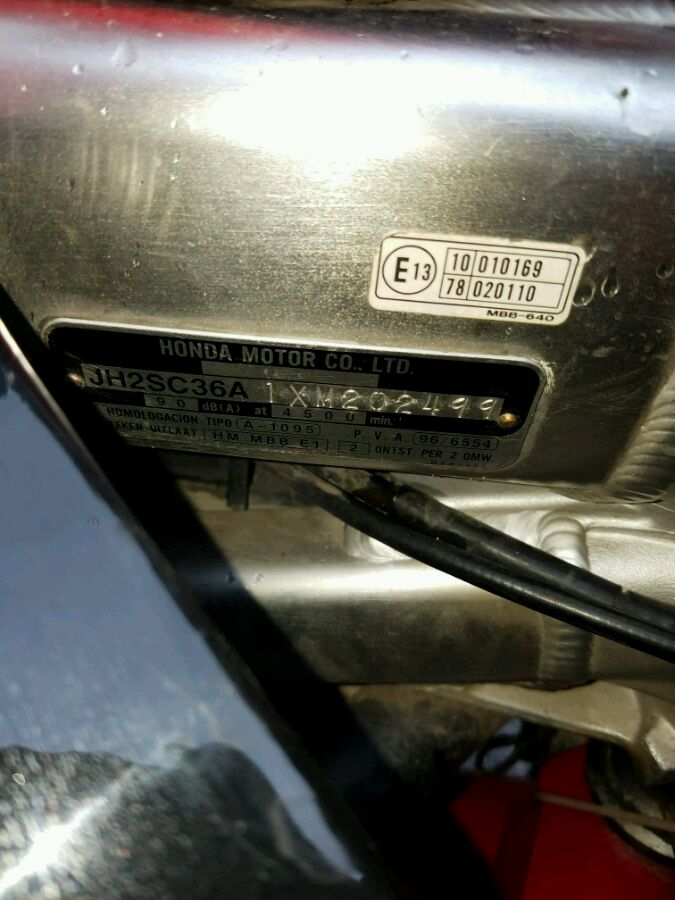 E13 10 010169
78 020110
MBB-640
HONDA MOTOR CO., LTD.
JH2SC36A 1XM202499
90 dB(A) at 4500 min.
HOMOLOGACION TIPO A-1095 P. V. A. 96/6554
TEKEN UITLAAT HM MBB E1 2 ONTST PER 2 OMW